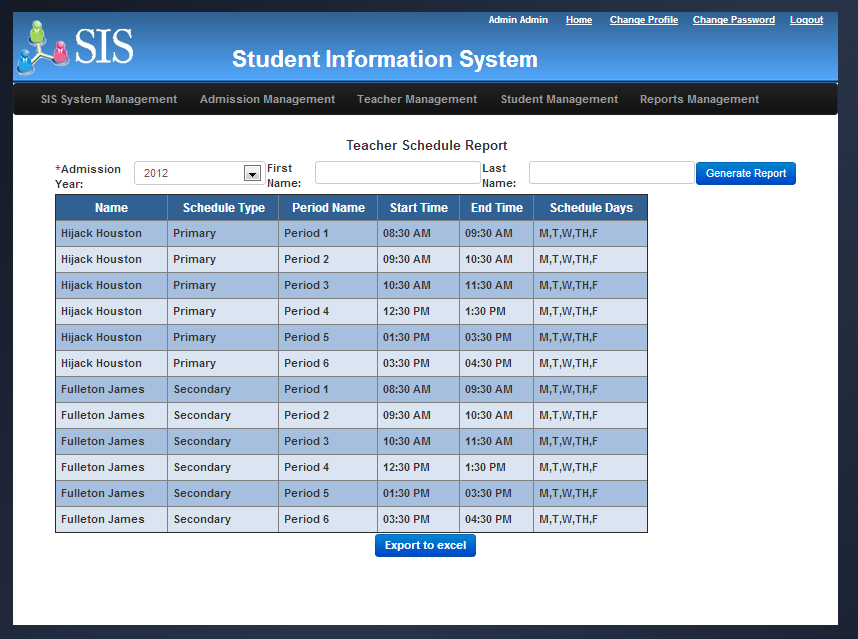 Admin Admin Home Change Profile Change Password Logout
SIS
Student Information System
SIS System Management Admission Management Teacher Management Student Management Reports Management
Teacher Schedule Report
*Admission Year: 2012 First Name: Last Name: Generate Report
Name Schedule Type Period Name Start Time End Time Schedule Days
Hijack Houston Primary Period 1 08:30 AM 09:30 AM M,T,W,TH,F
Hijack Houston Primary Period 2 09:30 AM 10:30 AM M,T,W,TH,F
Hijack Houston Primary Period 3 10:30 AM 11:30 AM M,T,W,TH,F
Hijack Houston Primary Period 4 12:30 PM 1:30 PM M,T,W,TH,F
Hijack Houston Primary Period 5 01:30 PM 03:30 PM M,T,W,TH,F
Hijack Houston Primary Period 6 03:30 PM 04:30 PM M,T,W,TH,F
Fulleton James Secondary Period 1 08:30 AM 09:30 AM M,T,W,TH,F
Fulleton James Secondary Period 2 09:30 AM 10:30 AM M,T,W,TH,F
Fulleton James Secondary Period 3 10:30 AM 11:30 AM M,T,W,TH,F
Fulleton James Secondary Period 4 12:30 PM 1:30 PM M,T,W,TH,F
Fulleton James Secondary Period 5 01:30 PM 03:30 PM M,T,W,TH,F
Fulleton James Secondary Period 6 03:30 PM 04:30 PM M,T,W,TH,F
Export to excel